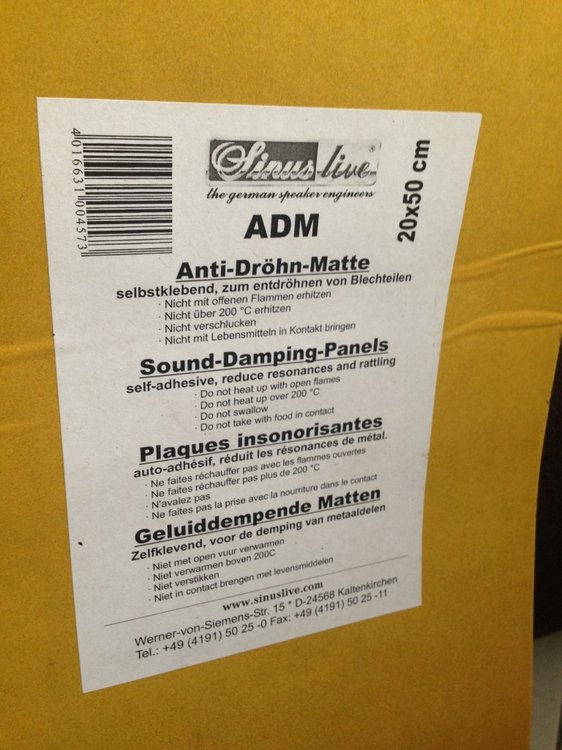 4 016631 004573
Sinus live®
the german speaker engineers
20x50 cm
ADM
Anti-Dröhn-Matte
selbstklebend, zum entdröhnen von Blechteilen
· Nicht mit offenen Flammen erhitzen
· Nicht über 200 °C erhitzen
· Nicht verschlucken
· Nicht mit Lebensmitteln in Kontakt bringen
Sound-Damping-Panels
self-adhesive, reduce resonances and rattling
· Do not heat up with open flames
· Do not heat up over 200 °C
· Do not swallow
· Do not take with food in contact
Plaques insonorisantes
auto-adhésif, réduit les résonances de métal.
· Ne faites réchauffer pas avec les flammes ouvertes
· Ne faites réchauffer pas plus de 200 °C
· N'avalez pas
· Ne faites pas la prise avec la nourriture dans le contact
Geluiddempende Matten
Zelfklevend, voor de demping van metaaldelen
· Niet met open vuur verwarmen
· Niet verwarmen boven 200C
· Niet verstikken
· Niet in contact brengen met levensmiddelen
www.sinuslive.com
Werner-von-Siemens-Str. 15 * D-24568 Kaltenkirchen
Tel.: +49 (4191) 50 25 -0 Fax: +49 (4191) 50 25 -11